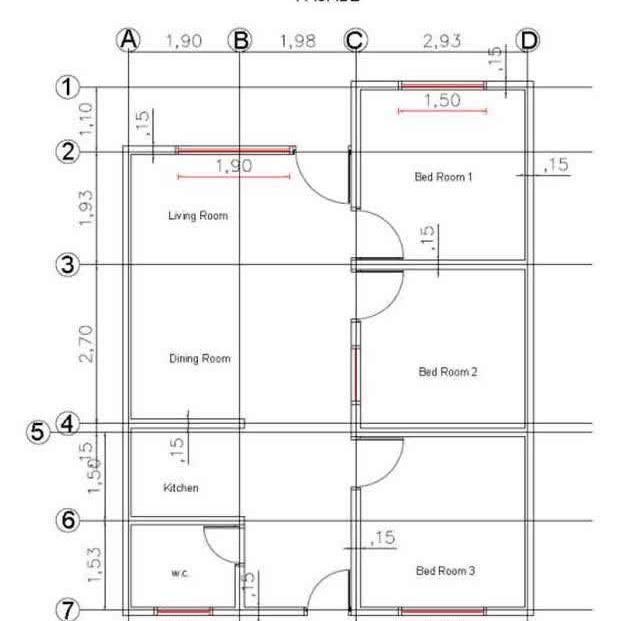 A 1,90 B 1,98 C 2,93 D
,15
1
1,50
1,10
,15
2
1,90
,15
Bed Room 1
1,93
Living Room
,15
3
2,70
Dining Room
Bed Room 2
4
5
,15
,15
1,50
Kitchen
6
,15
1,53
w.c.
,15
Bed Room 3
7